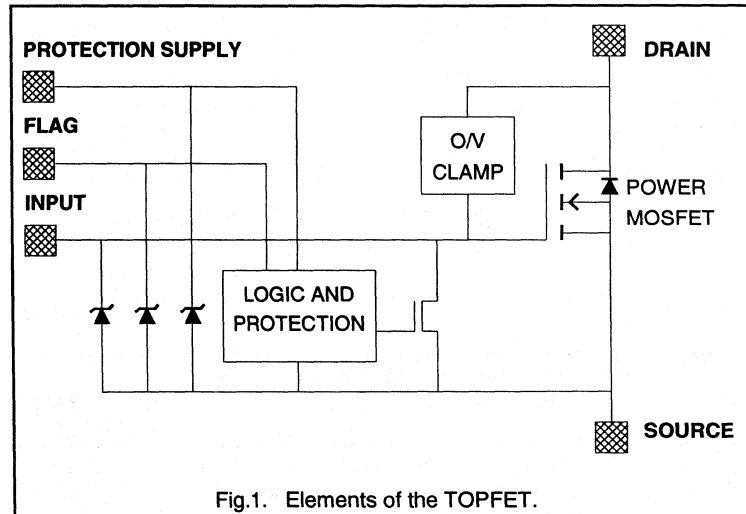 PROTECTION SUPPLY
DRAIN
FLAG
O/V
CLAMP
POWER
MOSFET
INPUT
LOGIC AND
PROTECTION
SOURCE
Fig.1. Elements of the TOPFET.